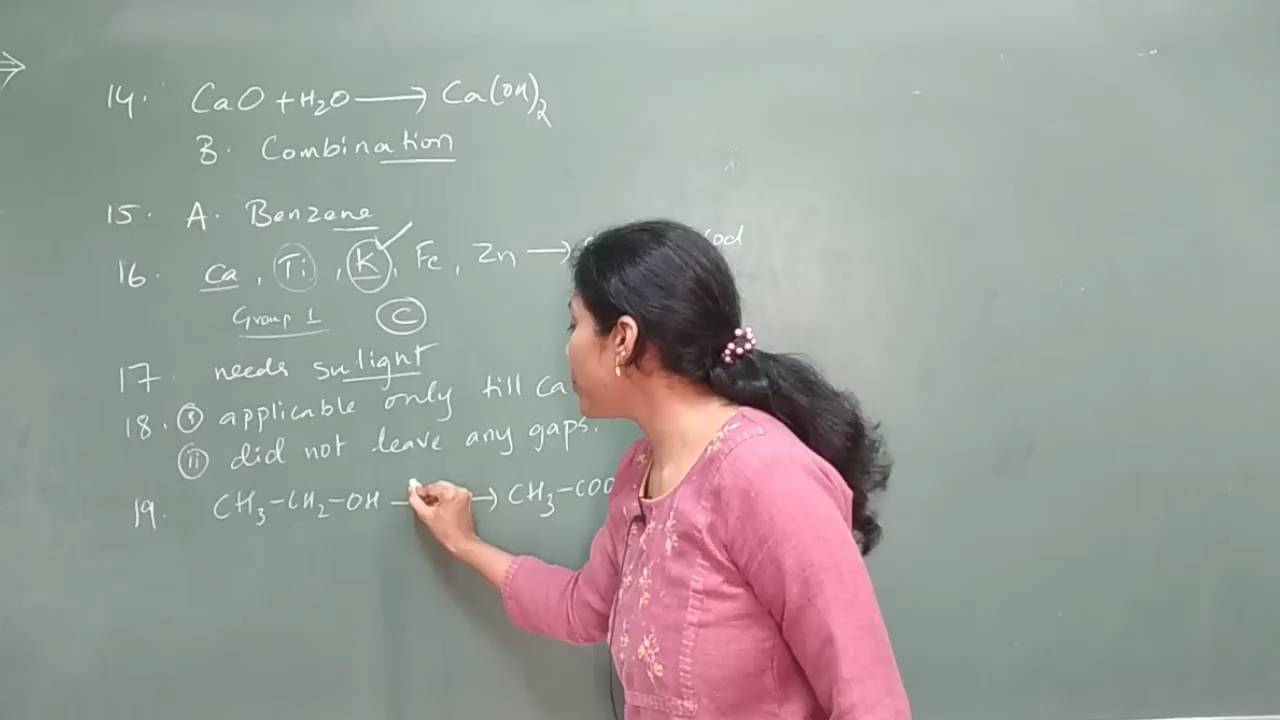 14. CaO + H₂O ⟶ Ca(OH)₂
B. Combination
15. A. Benzene
16. Ca, Ti, K ✓, Fe, Zn ⟶
Group 1 C
17. needs sulight
18. (i) applicable only till Ca
(ii) did not leave any gaps.
19. CH₃-CH₂-OH ⟶ CH₃-COO